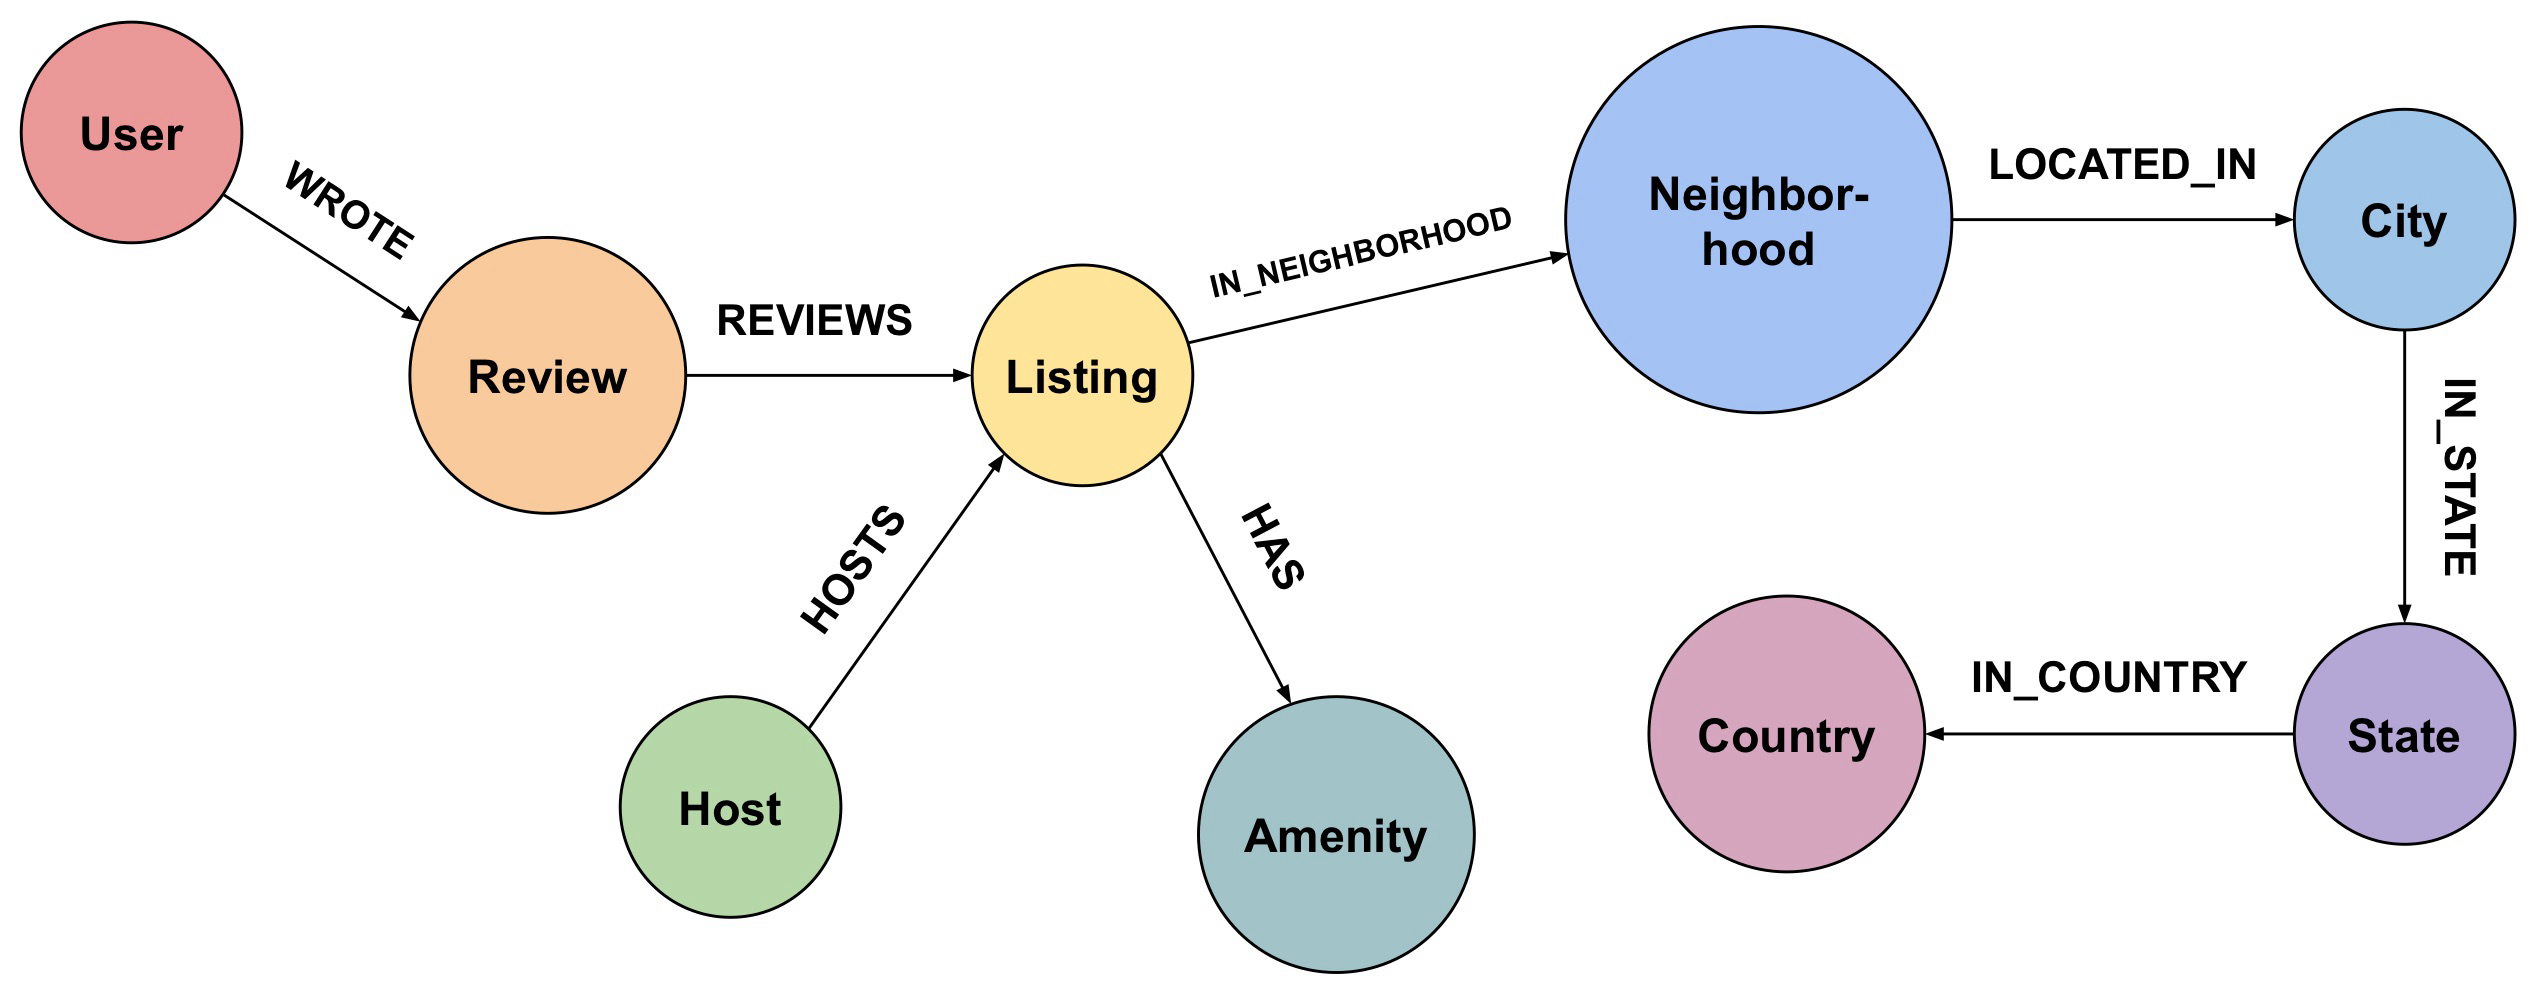 User
WROTE
Review
REVIEWS
Listing
IN_NEIGHBORHOOD
Neighbor-
hood
LOCATED_IN
City
IN_STATE
HOSTS
HAS
Host
Amenity
Country
IN_COUNTRY
State